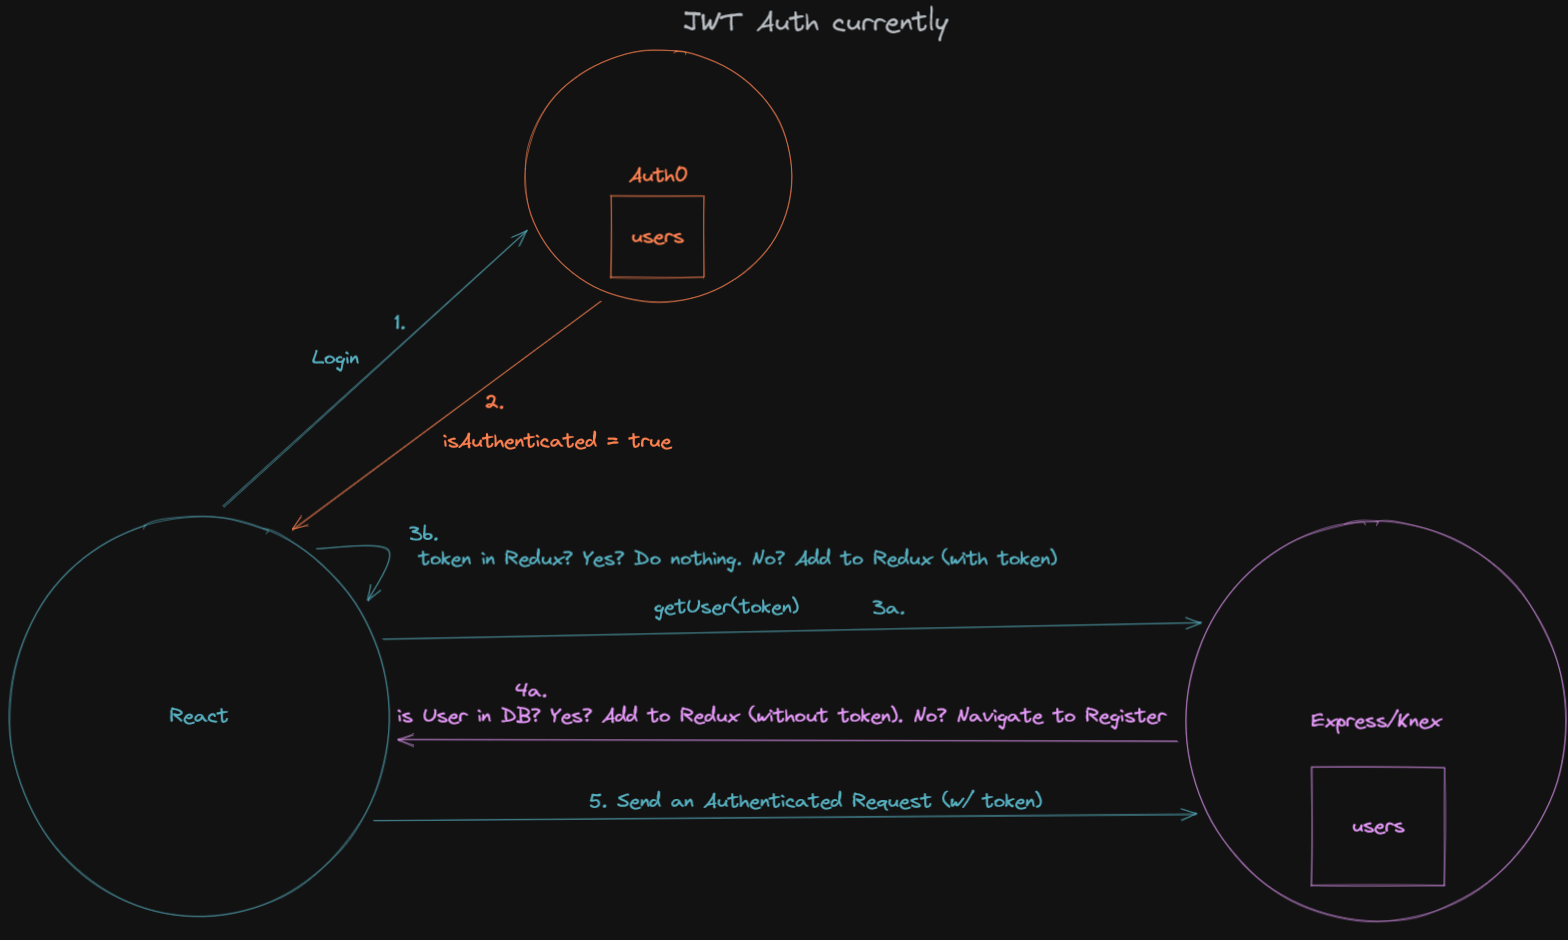 JWT Auth currently
Auth0
users
1.
Login
2.
isAuthenticated = true
3b.
token in Redux? Yes? Do nothing. No? Add to Redux (with token)
getUser(token) 3a.
4a.
is User in DB? Yes? Add to Redux (without token). No? Navigate to Register
React
Express/Knex
5. Send an Authenticated Request (w/ token)
users